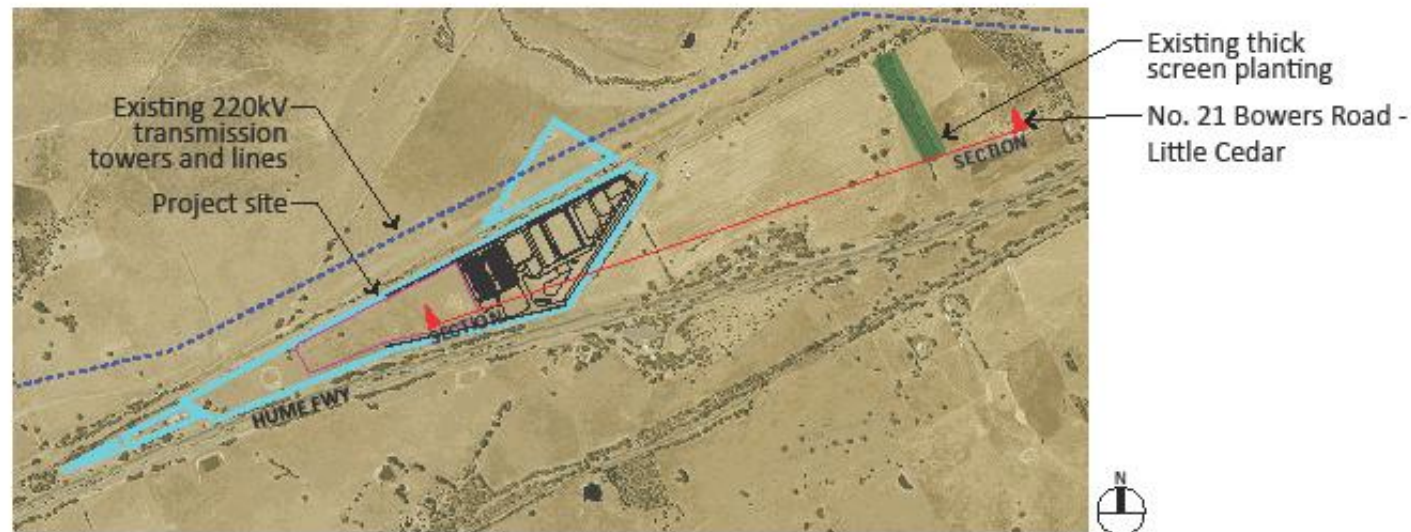 Existing thick
screen planting
Existing 220kV
transmission
towers and lines
No. 21 Bowers Road -
Little Cedar
SECTION
Project site
SECTION
HUME FWY
N